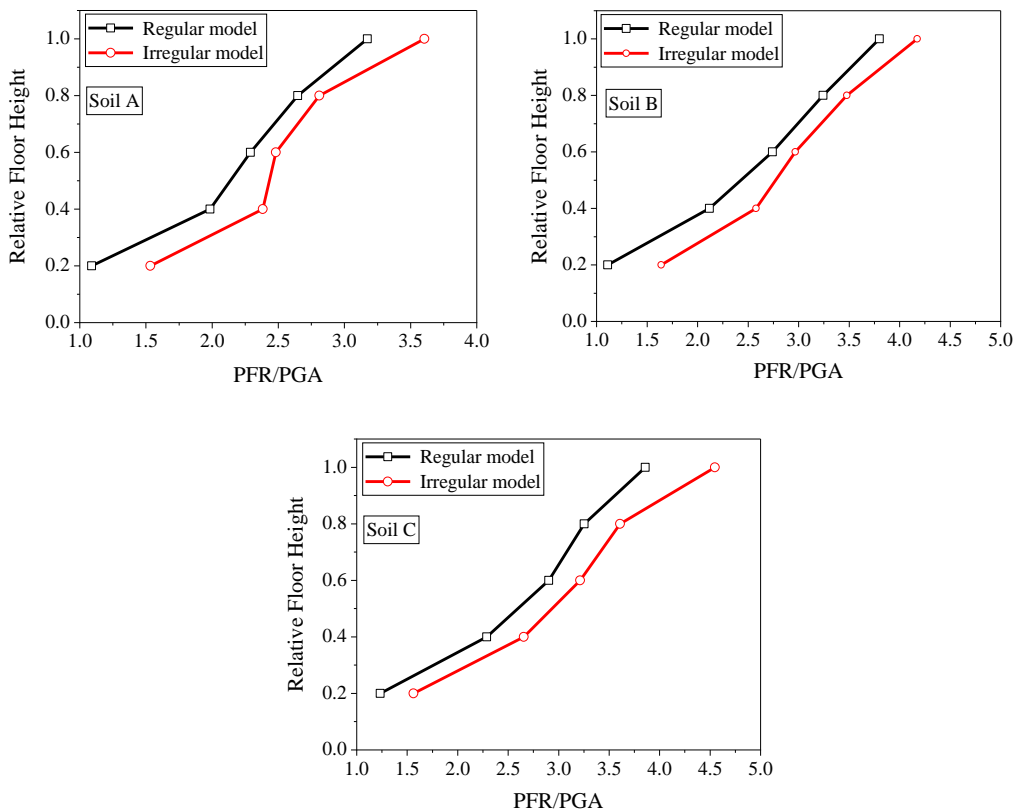 Regular model
Irregular model
Soil A
Relative Floor Height
1.0
0.8
0.6
0.4
0.2
0.0
1.0 1.5 2.0 2.5 3.0 3.5 4.0
PFR/PGA
Regular model
Irregular model
Soil B
Relative Floor Height
1.0
0.8
0.6
0.4
0.2
0.0
1.0 1.5 2.0 2.5 3.0 3.5 4.0 4.5 5.0
PFR/PGA
Regular model
Irregular model
Soil C
Relative Floor Height
1.0
0.8
0.6
0.4
0.2
0.0
1.0 1.5 2.0 2.5 3.0 3.5 4.0 4.5 5.0
PFR/PGA